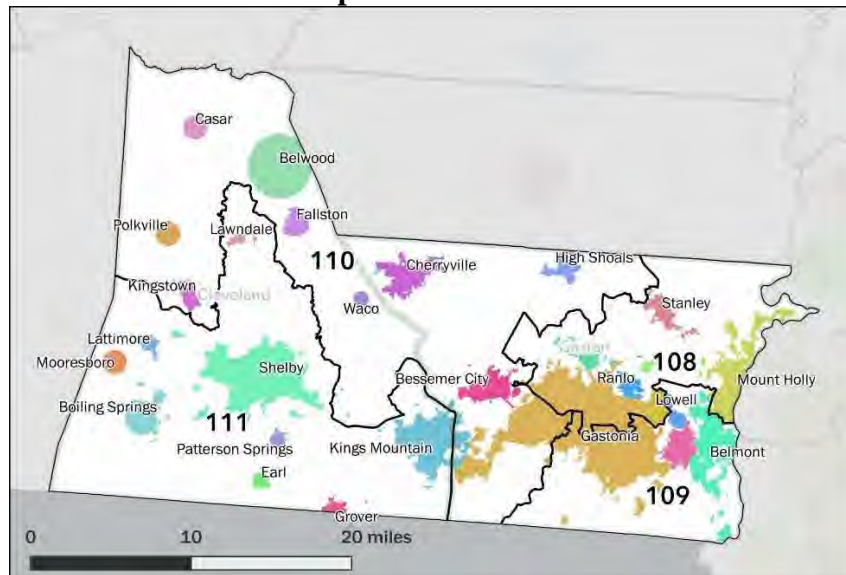 Casar
Belwood
Polkville
Lawndale
Fallston
110
Cherryville
High Shoals
Kingstown
Cleveland
Waco
Stanley
Lattimore
Mooresboro
Shelby
Bessemer City
Gaston
108
Ranlo
Mount Holly
Boiling Springs
111
Lowell
Patterson Springs
Kings Mountain
Gastonia
Belmont
Earl
109
Grover
0 10 20 miles